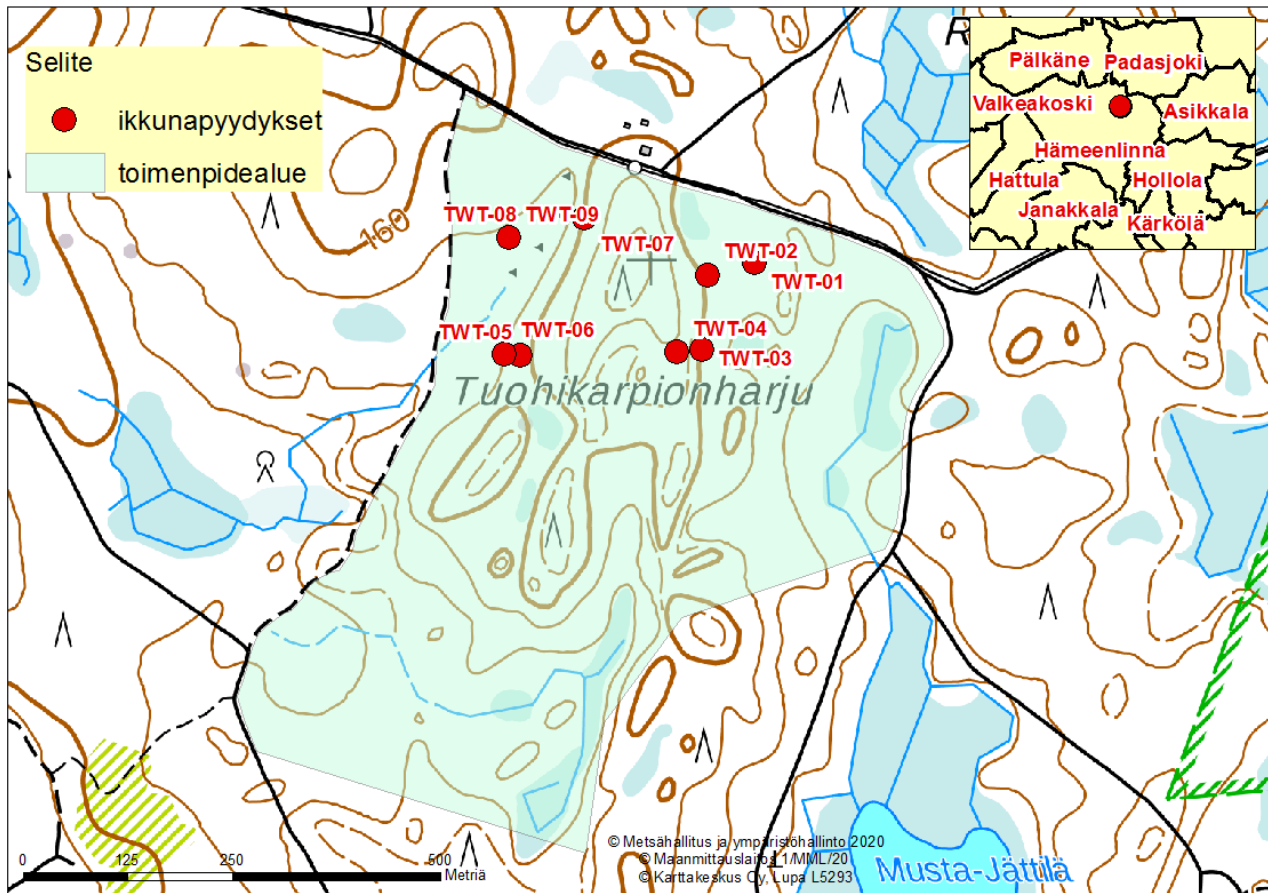 Selite
ikkunapyydykset
toimenpidealue
R
Pälkäne
Padasjoki
Valkeakoski
Asikkala
Hämeenlinna
Hattula
Hollola
Janakkala
Kärkölä
160
TWT-08
TWT-09
TWT-07
TWT-02
TWT-01
TWT-05
TWT-06
TWT-04
TWT-03
Tuohikarpionharju
0 125 250 500
Metriä
© Metsähallitus ja ympäristöhallinto 2020
© Maanmittauslaitos 1/MML/20
© Karttakeskus Oy, Lupa L5293
Musta-Jättilä